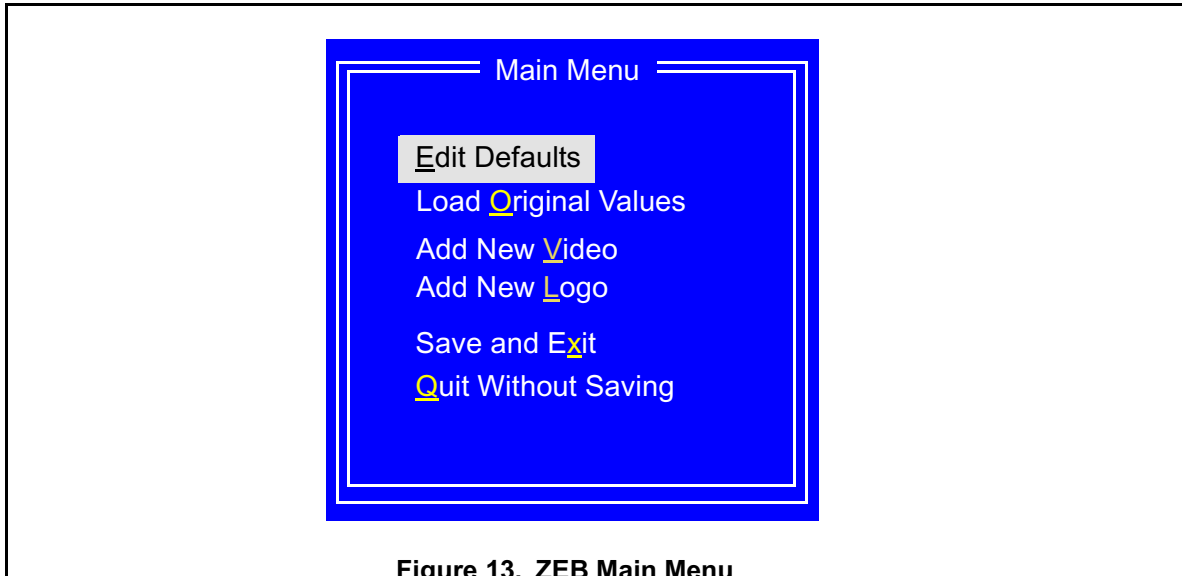 Main Menu
Edit Defaults
Load Original Values
Add New Video
Add New Logo
Save and Exit
Quit Without Saving
Figure 13. ZEB Main Menu